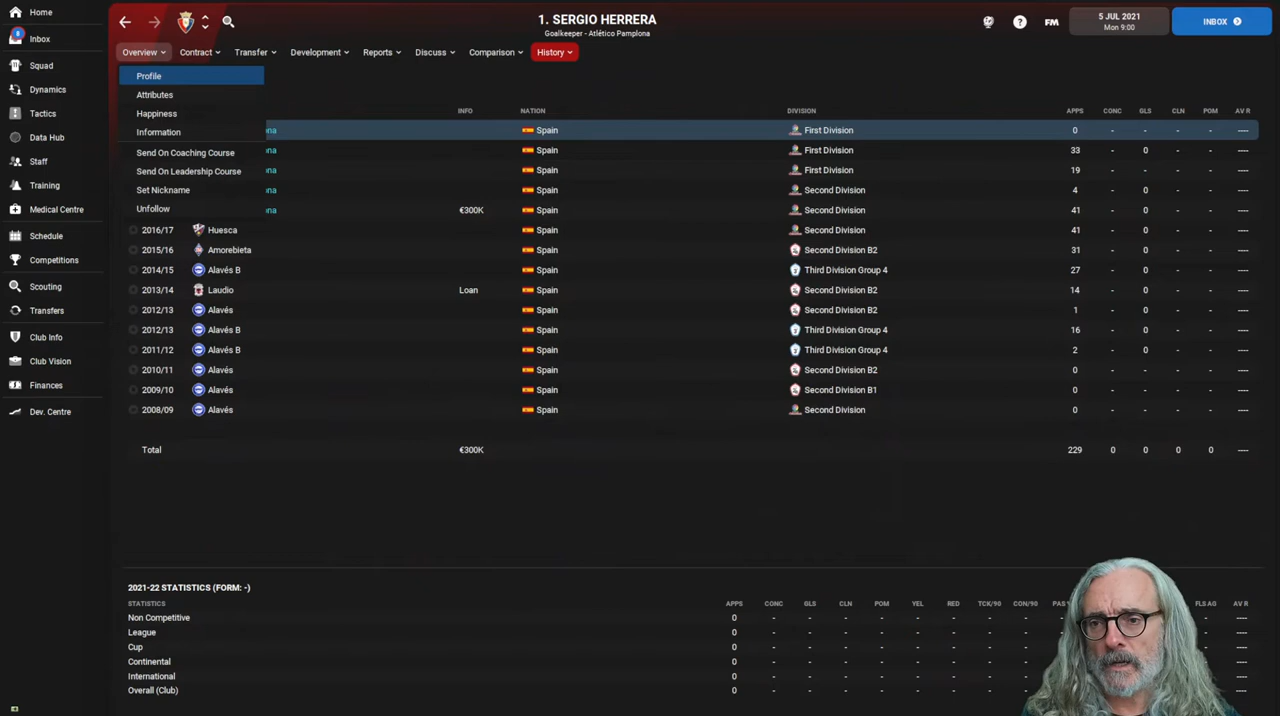 Home
Inbox
Squad
Dynamics
Tactics
Data Hub
Staff
Training
Medical Centre
Schedule
Competitions
Scouting
Transfers
Club Info
Club Vision
Finances
Dev. Centre
1. SERGIO HERRERA
Goalkeeper - Atlético Pamplona
FM
5 JUL 2021
Mon 9:00
INBOX
Overview Contract Transfer Development Reports Discuss Comparison History
Profile
Attributes
Happiness
Information
Send On Coaching Course
Send On Leadership Course
Set Nickname
Unfollow
INFO NATION DIVISION APPS CONC GLS CLN POM AV R
ona Spain First Division 0 - - - - ----
ona Spain First Division 33 - 0 - - ----
ona Spain First Division 19 - 0 - - ----
ona Spain Second Division 4 - 0 - - ----
ona €300K Spain Second Division 41 - 0 - - ----
2016/17 Huesca Spain Second Division 41 - 0 - - ----
2015/16 Amorebieta Spain Second Division B2 31 - 0 - - ----
2014/15 Alavés B Spain Third Division Group 4 27 - 0 - - ----
2013/14 Laudio Loan Spain Second Division B2 14 - 0 - - ----
2012/13 Alavés Spain Second Division B2 1 - 0 - - ----
2012/13 Alavés B Spain Third Division Group 4 16 - 0 - - ----
2011/12 Alavés B Spain Third Division Group 4 2 - 0 - - ----
2010/11 Alavés Spain Second Division B2 0 - 0 - - ----
2009/10 Alavés Spain Second Division B1 0 - 0 - - ----
2008/09 Alavés Spain Second Division 0 - 0 - - ----
Total €300K 229 0 0 0 0 ----
2021-22 STATISTICS (FORM: -)
STATISTICS APPS CONC GLS CLN POM YEL RED TCK/90 CON/90 PAS FLS AG AV R
Non Competitive 0 - - - - - - - - - ----
League 0 - - - - - - - - - ----
Cup 0 - - - - - - - - - ----
Continental 0 - - - - - - - - - ----
International 0 - - - - - - - - - ----
Overall (Club) 0 - - - - - - - - - ----